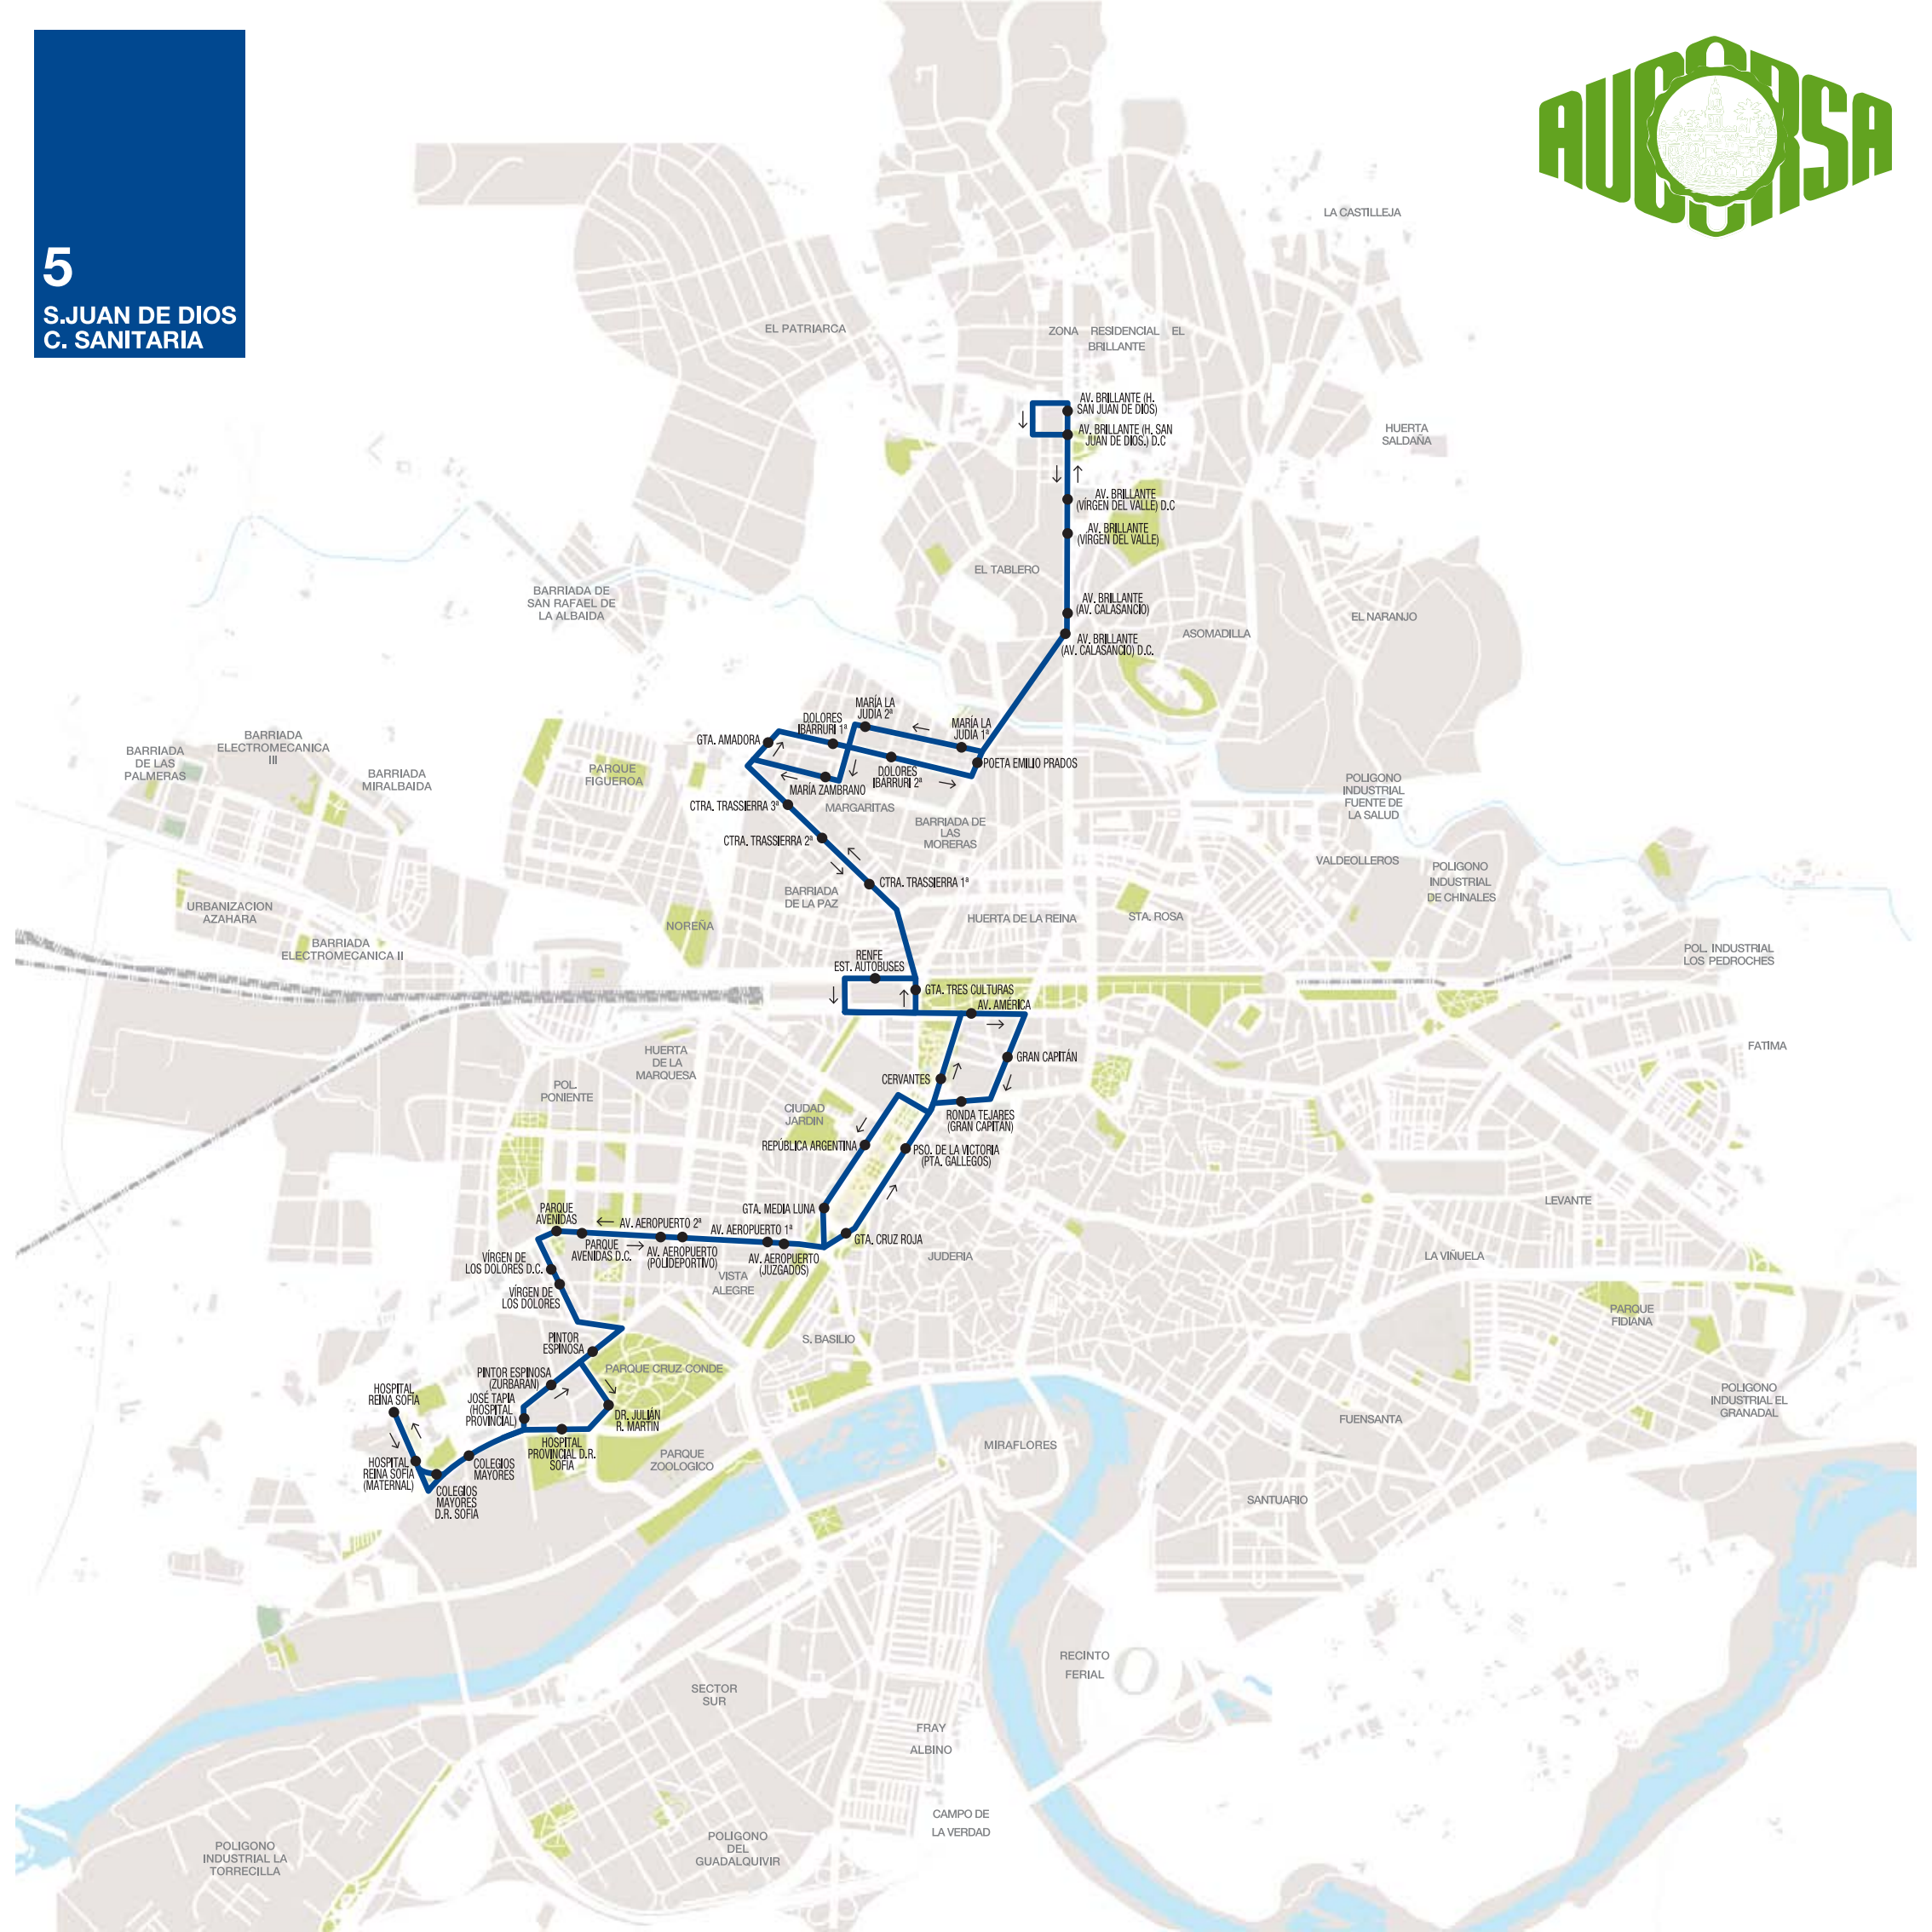 5
S.JUAN DE DIOS
C. SANITARIA
AUCORSA
LA CASTILLEJA
EL PATRIARCA
ZONA RESIDENCIAL EL
BRILLANTE
AV. BRILLANTE (H.
SAN JUAN DE DIOS)
AV. BRILLANTE (H. SAN
JUAN DE DIOS.) D.C
HUERTA
SALDAÑA
AV. BRILLANTE
(VÍRGEN DEL VALLE) D.C
AV. BRILLANTE
(VIRGEN DEL VALLE)
EL TABLERO
BARRIADA DE
SAN RAFAEL DE
LA ALBAIDA
AV. BRILLANTE
(AV. CALASANCIO)
EL NARANJO
ASOMADILLA
AV. BRILLANTE
(AV. CALASANCIO) D.C.
MARÍA LA
JUDIA 2ª
DOLORES
IBARRURI 1ª
MARÍA LA
JUDIA 1ª
GTA. AMADORA
POETA EMILIO PRADOS
DOLORES
IBARRURI 2ª
MARÍA ZAMBRANO
BARRIADA
ELECTROMECANICA
III
BARRIADA
DE LAS
PALMERAS
BARRIADA
MIRALBAIDA
PARQUE
FIGUEROA
CTRA. TRASSIERRA 3ª
MARGARITAS
POLIGONO
INDUSTRIAL
FUENTE DE
LA SALUD
BARRIADA DE
LAS
MORERAS
CTRA. TRASSIERRA 2ª
VALDEOLLEROS
POLIGONO
INDUSTRIAL
DE CHINALES
CTRA. TRASSIERRA 1ª
BARRIADA
DE LA PAZ
URBANIZACION
AZAHARA
NOREÑA
HUERTA DE LA REINA
STA. ROSA
BARRIADA
ELECTROMECANICA II
RENFE
EST. AUTOBUSES
POL. INDUSTRIAL
LOS PEDROCHES
GTA. TRES CULTURAS
AV. AMÉRICA
HUERTA
DE LA
MARQUESA
GRAN CAPITÁN
FATIMA
CERVANTES
POL.
PONIENTE
CIUDAD
JARDIN
RONDA TEJARES
(GRAN CAPITÁN)
REPÚBLICA ARGENTINA
PSO. DE LA VICTORIA
(PTA. GALLEGOS)
LEVANTE
GTA. MEDIA LUNA
PARQUE
AVENIDAS
AV. AEROPUERTO 2ª
AV. AEROPUERTO 1ª
GTA. CRUZ ROJA
PARQUE
AVENIDAS D.C.
AV. AEROPUERTO
(POLIDEPORTIVO)
AV. AEROPUERTO
(JUZGADOS)
JUDERIA
LA VIÑUELA
VÍRGEN DE
LOS DOLORES D.C.
VISTA
ALEGRE
VÍRGEN DE
LOS DOLORES
PARQUE
FIDIANA
PINTOR
ESPINOSA
S. BASILIO
PARQUE CRUZ CONDE
PINTOR ESPINOSA
(ZURBARÁN)
HOSPITAL
REINA SOFÍA
JOSÉ TAPIA
(HOSPITAL
PROVINCIAL)
DR. JULIÁN
R. MARTÍN
POLIGONO
INDUSTRIAL EL
GRANADAL
FUENSANTA
HOSPITAL
PROVINCIAL D.R.
SOFIA
PARQUE
ZOOLOGICO
MIRAFLORES
HOSPITAL
REINA SOFÍA
(MATERNAL)
COLEGIOS
MAYORES
COLEGIOS
MAYORES
D.R. SOFÍA
SANTUARIO
RECINTO
FERIAL
SECTOR
SUR
FRAY
ALBINO
CAMPO DE
LA VERDAD
POLIGONO
DEL
GUADALQUIVIR
POLIGONO
INDUSTRIAL LA
TORRECILLA